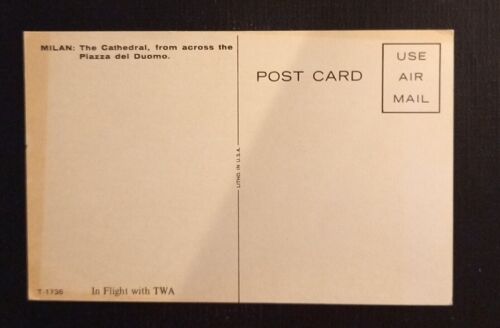 MILAN: The Cathedral, from across the
Piazza del Duomo.
POST CARD
USE
AIR
MAIL
LITHO. IN U.S.A.
T-1736
In Flight with TWA